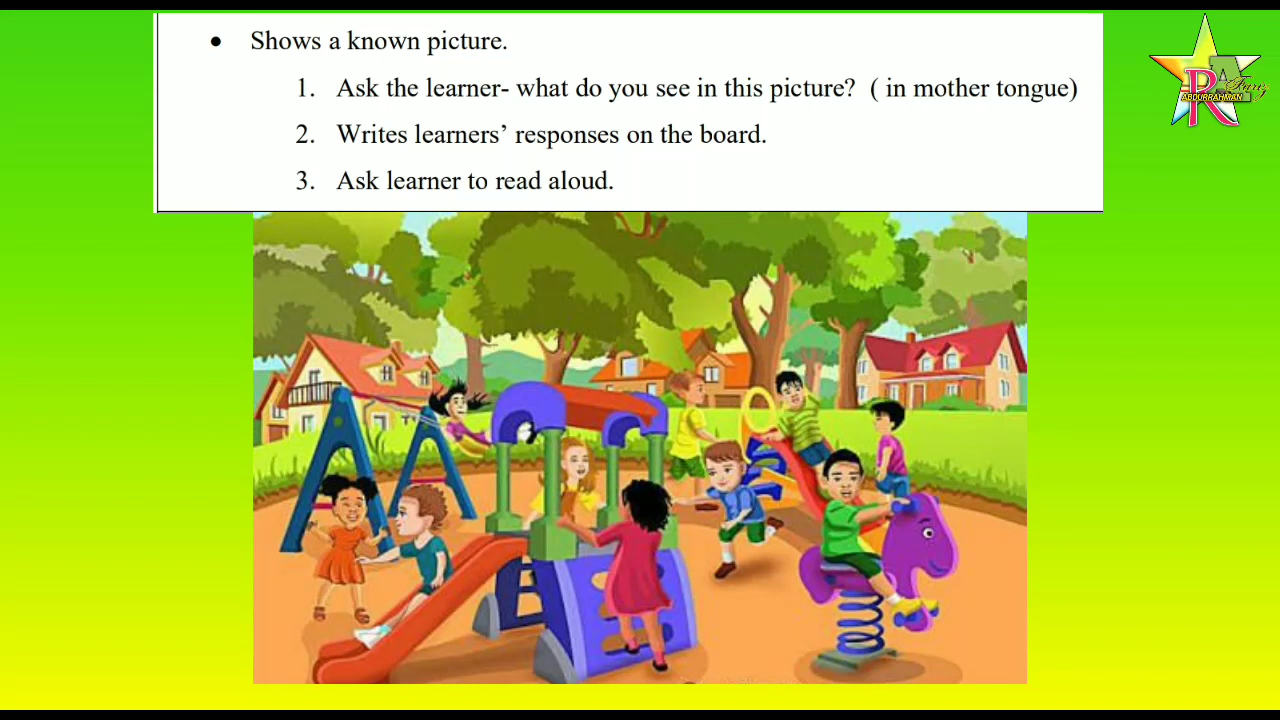 • Shows a known picture.
1. Ask the learner- what do you see in this picture? ( in mother tongue)
2. Writes learners’ responses on the board.
3. Ask learner to read aloud.
A
R
Fariz
ABDURRAHMAN